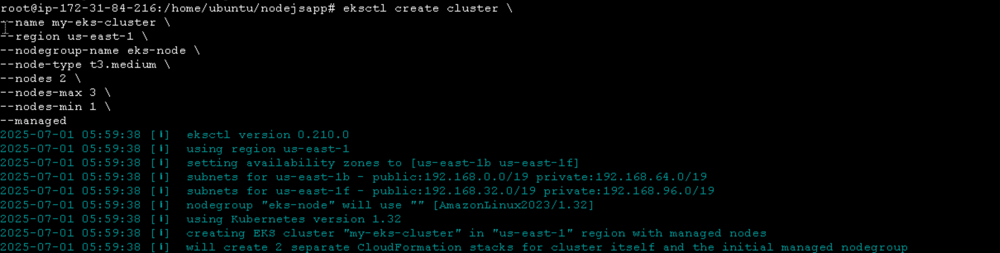 root@ip-172-31-84-216:/home/ubuntu/nodejsapp# eksctl create cluster \
--name my-eks-cluster \
--region us-east-1 \
--nodegroup-name eks-node \
--node-type t3.medium \
--nodes 2 \
--nodes-max 3 \
--nodes-min 1 \
--managed
2025-07-01 05:59:38 [ℹ]  eksctl version 0.210.0
2025-07-01 05:59:38 [ℹ]  using region us-east-1
2025-07-01 05:59:38 [ℹ]  setting availability zones to [us-east-1b us-east-1f]
2025-07-01 05:59:38 [ℹ]  subnets for us-east-1b - public:192.168.0.0/19 private:192.168.64.0/19
2025-07-01 05:59:38 [ℹ]  subnets for us-east-1f - public:192.168.32.0/19 private:192.168.96.0/19
2025-07-01 05:59:38 [ℹ]  nodegroup "eks-node" will use "" [AmazonLinux2023/1.32]
2025-07-01 05:59:38 [ℹ]  using Kubernetes version 1.32
2025-07-01 05:59:38 [ℹ]  creating EKS cluster "my-eks-cluster" in "us-east-1" region with managed nodes
2025-07-01 05:59:38 [ℹ]  will create 2 separate CloudFormation stacks for cluster itself and the initial managed nodegroup